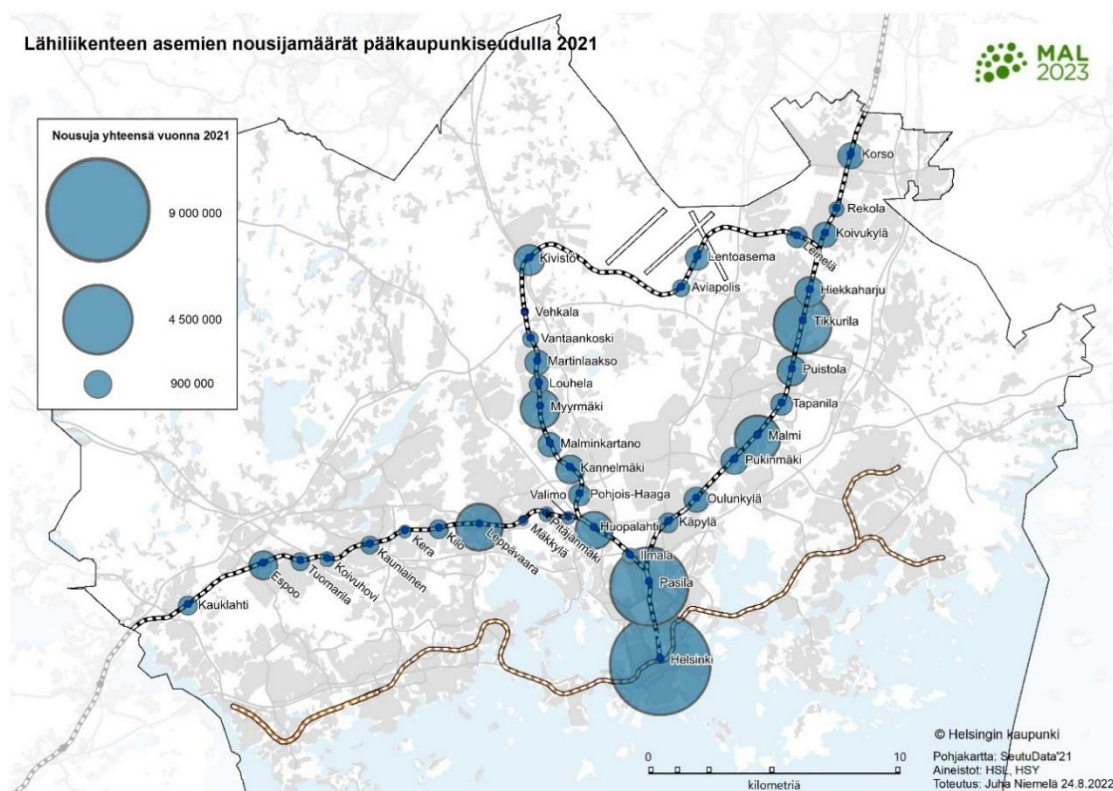 Lähiliikenteen asemien nousijamäärät pääkaupunkiseudulla 2021
MAL
2023
Nousuja yhteensä vuonna 2021
9 000 000
4 500 000
900 000
Korso
Rekola
Koivukylä
Leinelä
Lentoasema
Kivistö
Aviapolis
Hiekkaharju
Vehkala
Tikkurila
Vantaankoski
Martinlaakso
Puistola
Louhela
Myyrmäki
Tapanila
Malmi
Malminkartano
Pukinmäki
Kannelmäki
Valimo
Pohjois-Haaga
Oulunkylä
Huopalahti
Käpylä
Pitäjänmäki
Mäkkylä
Leppävaara
Kilo
Kera
Kauniainen
Koivuhovi
Tuomarila
Espoo
Kauklahti
Ilmala
Pasila
Helsinki
© Helsingin kaupunki
Pohjakartta: SeutuData'21
Aineistot: HSL, HSY
Toteutus: Juha Niemelä 24.8.2022
0 10
kilometriä